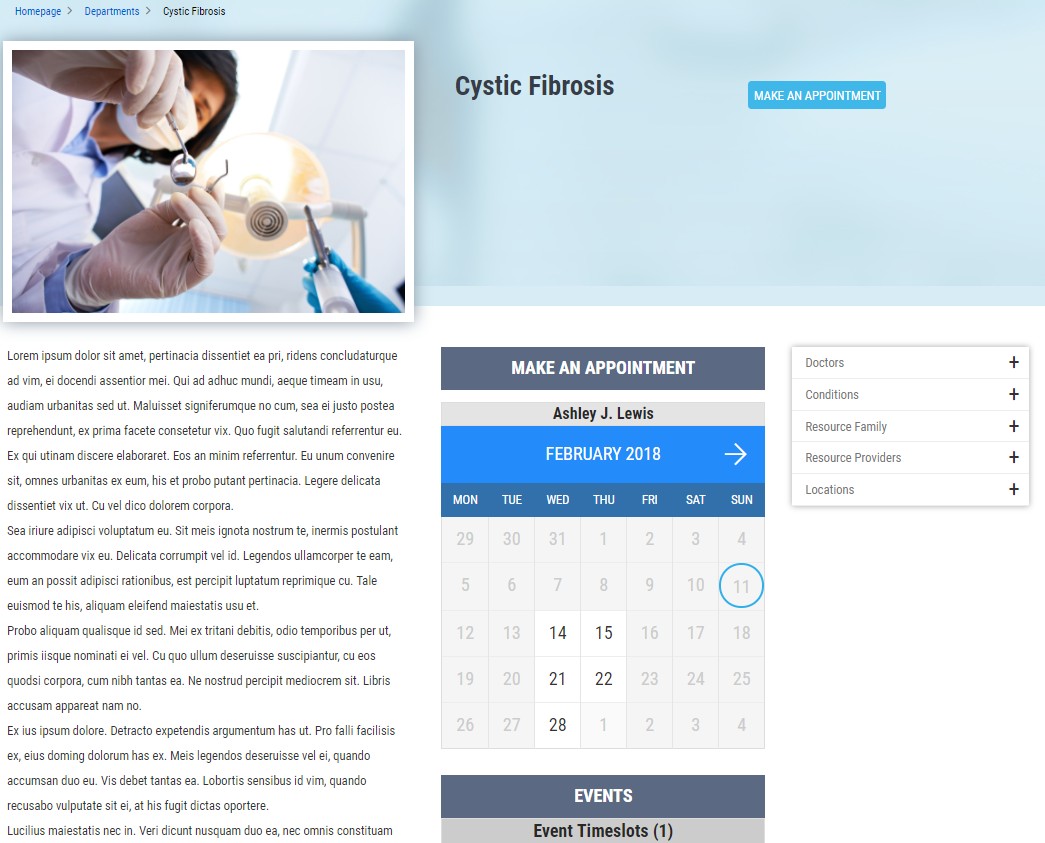 Homepage > Departments > Cystic Fibrosis
Cystic Fibrosis
MAKE AN APPOINTMENT
Lorem ipsum dolor sit amet, pertinacia dissentiet ea pri, ridens concludaturque
ad vim, ei docendi assentior mei. Qui ad adhuc mundi, aeque timeam in usu,
audiam urbanitas sed ut. Maluisset signiferumque no cum, sea ei justo postea
reprehendunt, ex prima facete consetetur vix. Quo fugit salutandi referrentur eu.
Ex qui utinam discere elaboraret. Eos an minim referrentur. Eu unum convenire
sit, omnes urbanitas ex eum, his et probo putant pertinacia. Legere delicata
dissentiet vix ut. Cu vel dico dolorem corpora.
Sea iriure adipisci voluptatum eu. Sit meis ignota nostrum te, inermis postulant
accommodare vix eu. Delicata corrumpit vel id. Legendos ullamcorper te eam,
eum an possit adipisci rationibus, est percipit luptatum reprimique cu. Tale
euismod te his, aliquam eleifend maiestatis usu et.
Probo aliquam qualisque id sed. Mei ex tritani debitis, odio temporibus per ut,
primis iisque nominati ei vel. Cu quo ullum deseruisse suscipiantur, cu eos
quodsi corpora, cum nibh tantas ea. Ne nostrud percipit mediocrem sit. Libris
accusam appareat nam no.
Ex ius ipsum dolore. Detracto expetendis argumentum has ut. Pro falli facilisis
ex, eius doming dolorum has ex. Meis legendos deseruisse vel ei, quando
accumsan duo eu. Vis debet tantas ea. Lobortis sensibus id vim, quando
recusabo vulputate sit ei, at his fugit dictas oportere.
Lucilius maiestatis nec in. Veri dicunt nusquam duo ea, nec omnis constituam
MAKE AN APPOINTMENT
Ashley J. Lewis
FEBRUARY 2018
MON TUE WED THU FRI SAT SUN
29 30 31 1 2 3 4
5 6 7 8 9 10 11
12 13 14 15 16 17 18
19 20 21 22 23 24 25
26 27 28 1 2 3 4
EVENTS
Event Timeslots (1)
Doctors +
Conditions +
Resource Family +
Resource Providers +
Locations +